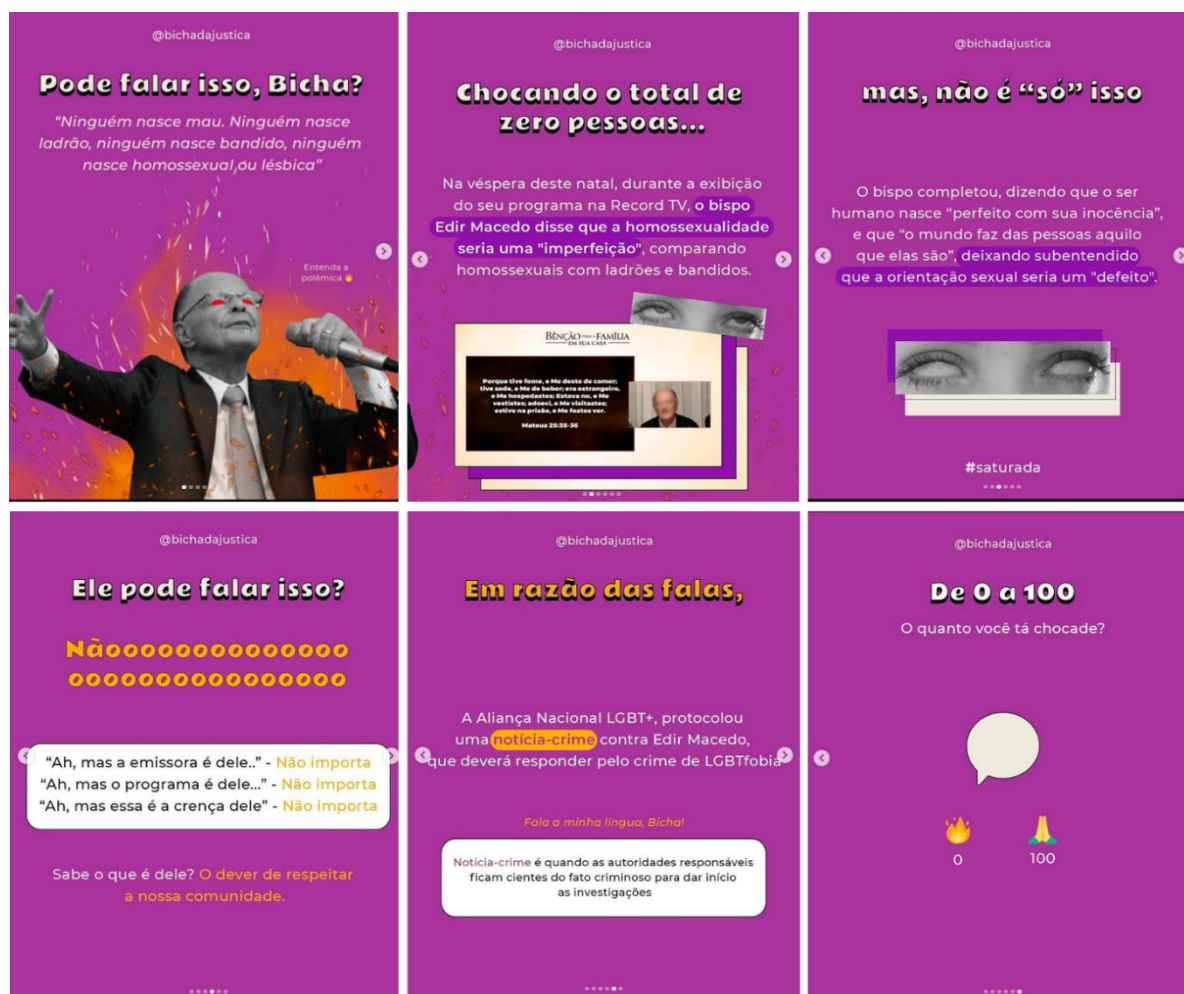 @bichadajustica
Pode falar isso, Bicha?
“Ninguém nasce mau. Ninguém nasce
ladrão, ninguém nasce bandido, ninguém
nasce homossexual ou lésbica”
Entenda a
polêmica
@bichadajustica
Chocando o total de
zero pessoas...
Na véspera deste natal, durante a exibição
do seu programa na Record TV, o bispo
Edir Macedo disse que a homossexualidade
seria uma "imperfeição", comparando
homossexuais com ladrões e bandidos.
BÊNÇÃO PARA A FAMÍLIA
EM SUA CASA
Porque tive fome, e Me destes de comer;
tive sede, e Me de beber; era estrangeiro,
e Me hospedastes; Estava nu, e Me
vestistes; adoeci, e Me visitastes;
estive na prisão, e Me fostes ver.
Mateus 25:35-36
@bichadajustica
mas, não é “só” isso
O bispo completou, dizendo que o ser
humano nasce “perfeito com sua inocência”,
e que “o mundo faz das pessoas aquilo
que elas são”, deixando subentendido
que a orientação sexual seria um "defeito".
#saturada
@bichadajustica
Ele pode falar isso?
Nãoooooooooooooo
oooooooooooooooo
“Ah, mas a emissora é dele..” - Não importa
“Ah, mas o programa é dele...” - Não importa
“Ah, mas essa é a crença dele” - Não importa
Sabe o que é dele? O dever de respeitar
a nossa comunidade.
@bichadajustica
Em razão das falas,
A Aliança Nacional LGBT+, protocolou
uma notícia-crime contra Edir Macedo,
que deverá responder pelo crime de LGBTfobia
Fala a minha língua, Bicha!
Notícia-crime é quando as autoridades responsáveis
ficam cientes do fato criminoso para dar início
as investigações
@bichadajustica
De 0 a 100
O quanto você tá chocade?
0
100